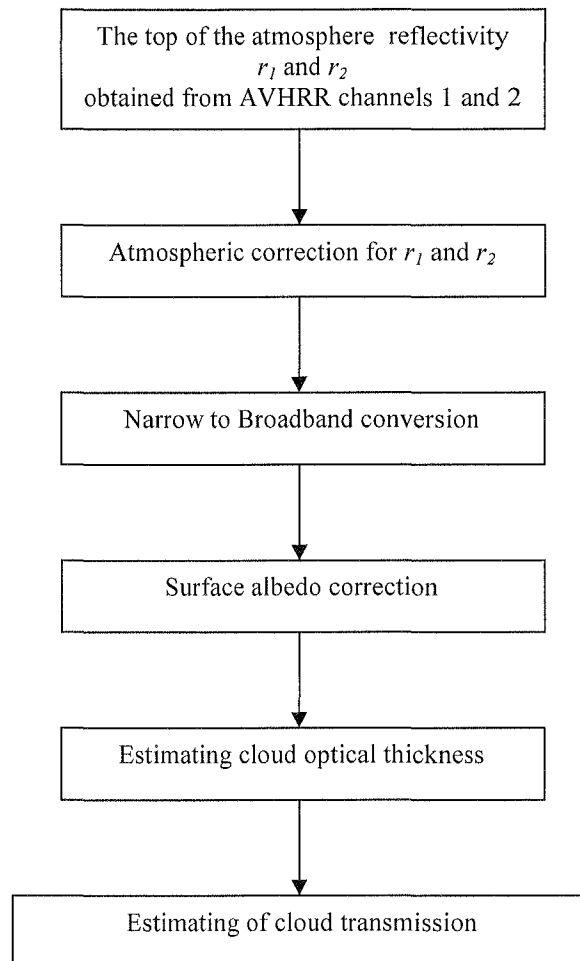 The top of the atmosphere reflectivity
r1 and r2
obtained from AVHRR channels 1 and 2
Atmospheric correction for r1 and r2
Narrow to Broadband conversion
Surface albedo correction
Estimating cloud optical thickness
Estimating of cloud transmission